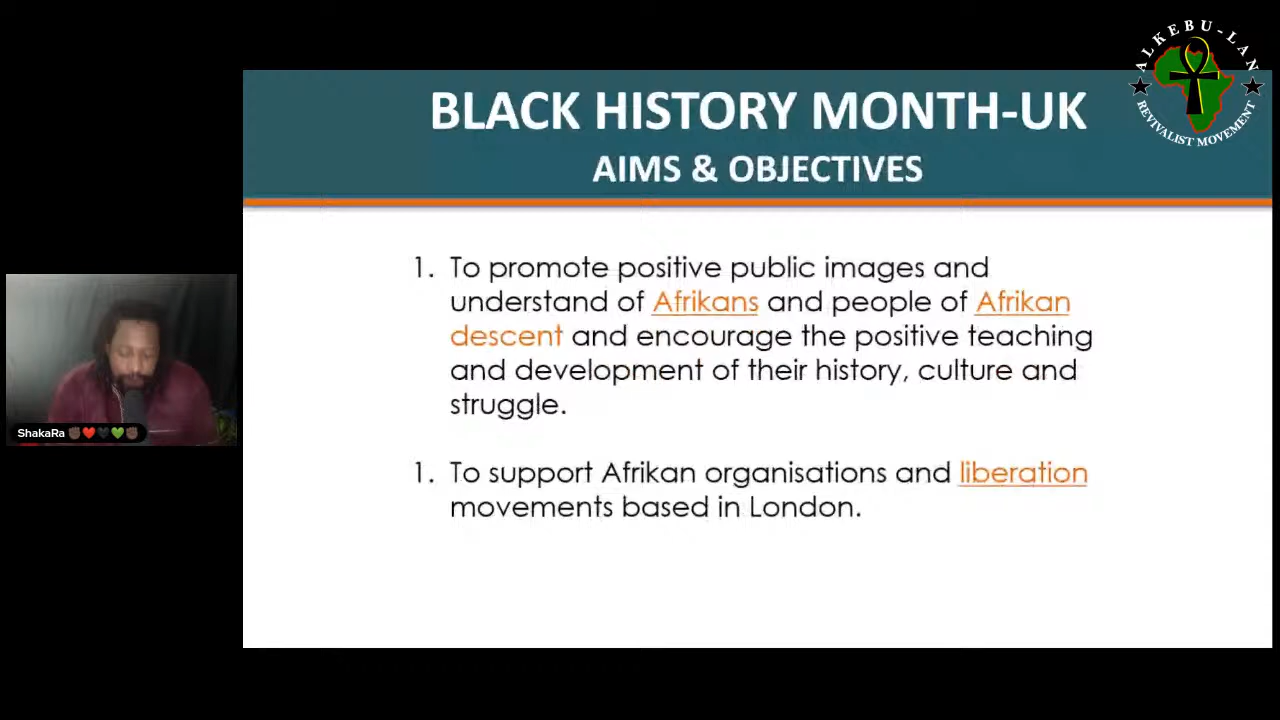 ALKEBU-LAN
REVIVALIST MOVEMENT
BLACK HISTORY MONTH-UK
AIMS & OBJECTIVES
1. To promote positive public images and
understand of Afrikans and people of Afrikan
descent and encourage the positive teaching
and development of their history, culture and
struggle.
1. To support Afrikan organisations and liberation
movements based in London.
ShakaRa ✊🏿❤️🖤💚✊🏿